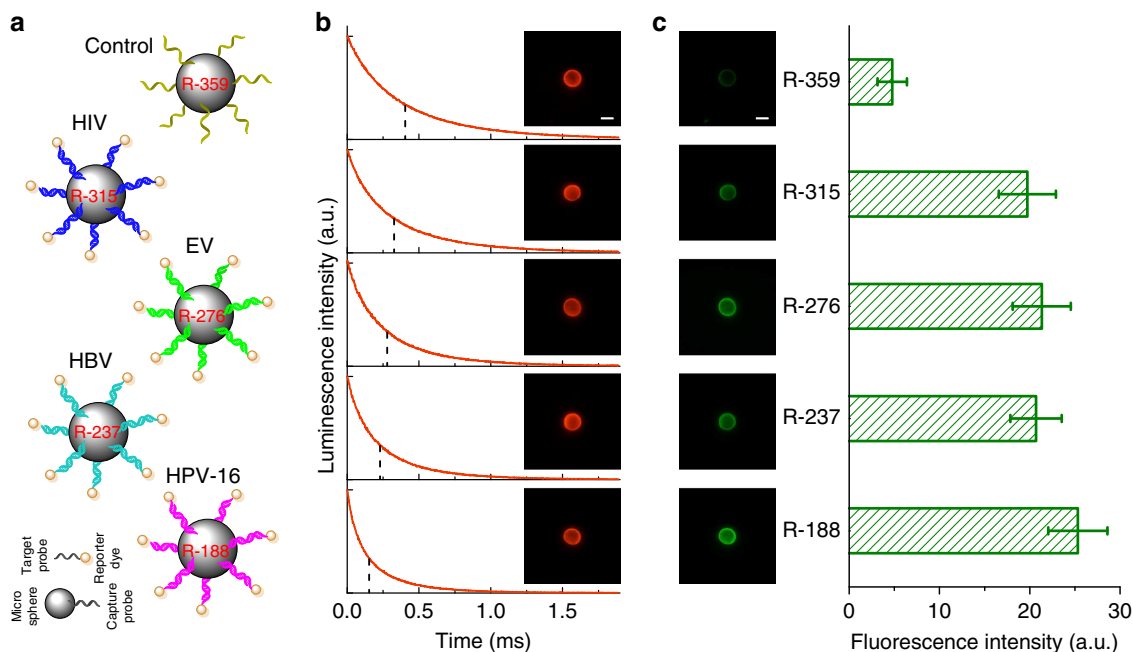 a
Control
R-359
HIV
R-315
EV
R-276
HBV
R-237
HPV-16
R-188
Target
probe
Reporter
dye
Micro
sphere
Capture
probe
b
Luminescence intensity (a.u.)
0.0 0.5 1.0 1.5
Time (ms)
c
R-359
R-315
R-276
R-237
R-188
0 10 20 30
Fluorescence intensity (a.u.)